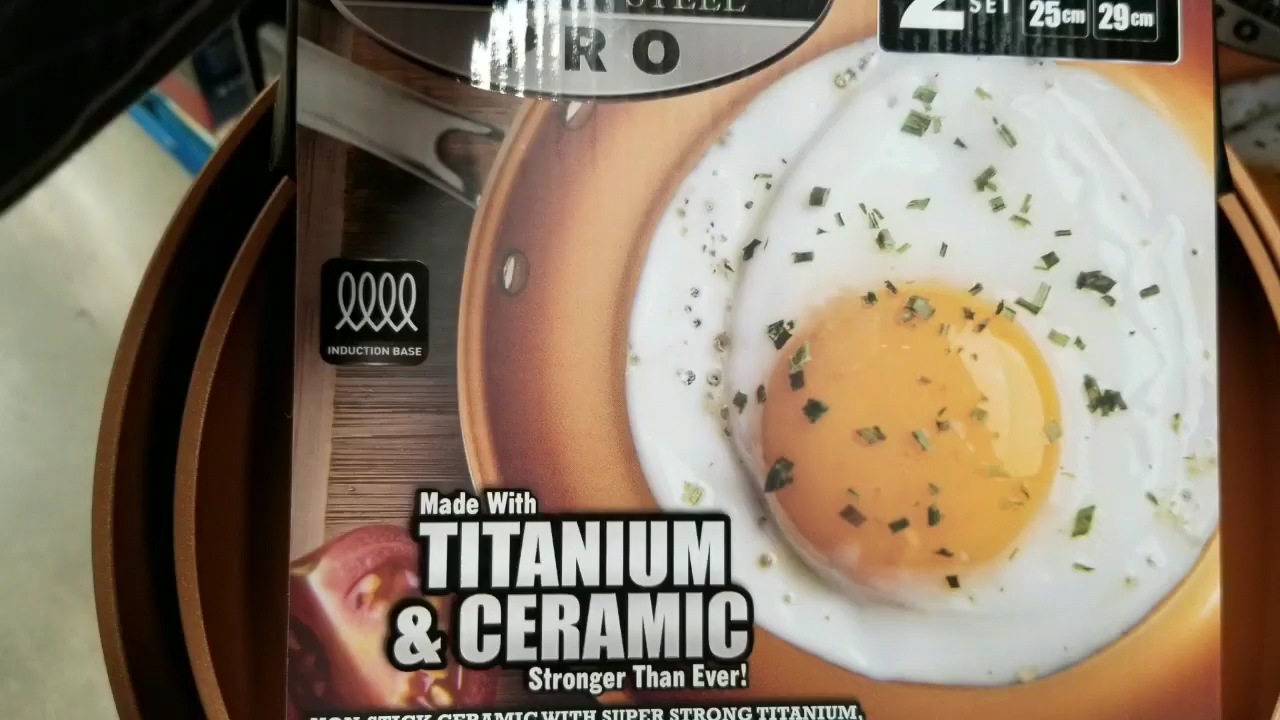 STEEL
PRO
2 SET 25cm 29cm
INDUCTION BASE
Made With
TITANIUM
& CERAMIC
Stronger Than Ever!
NON-STICK CERAMIC WITH SUPER STRONG TITANIUM,